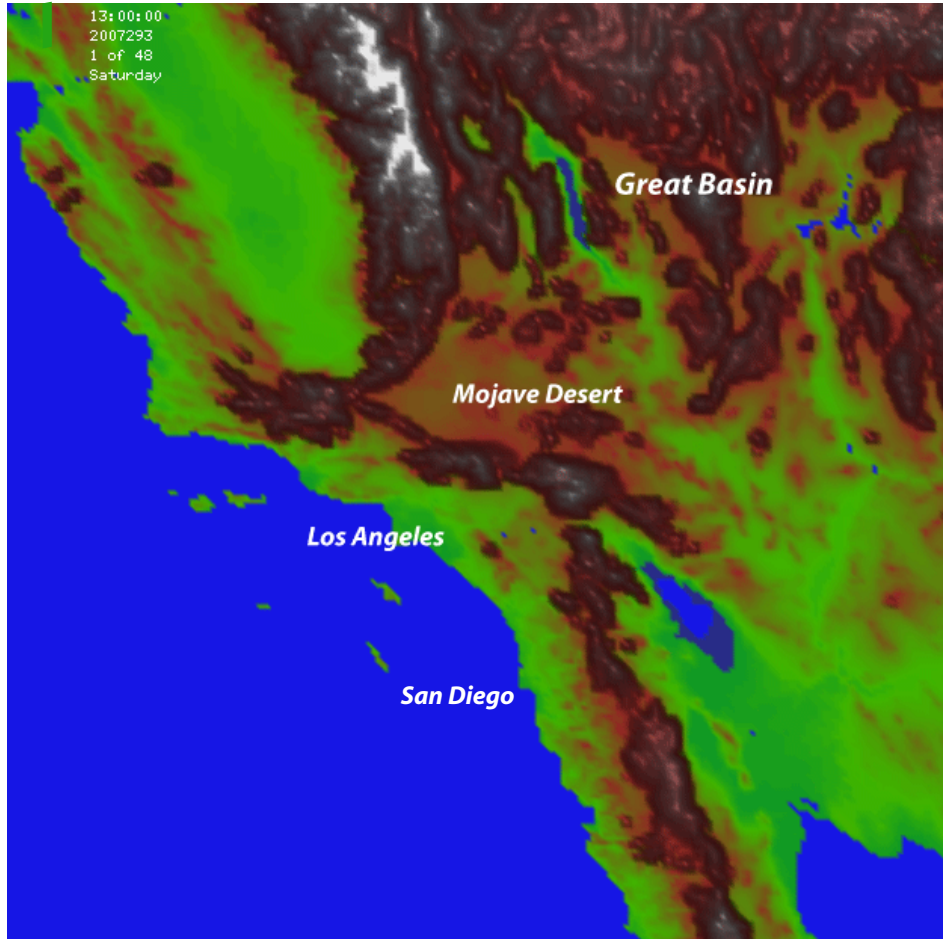 13:00:00
2007293
1 of 48
Saturday
Great Basin
Mojave Desert
Los Angeles
San Diego